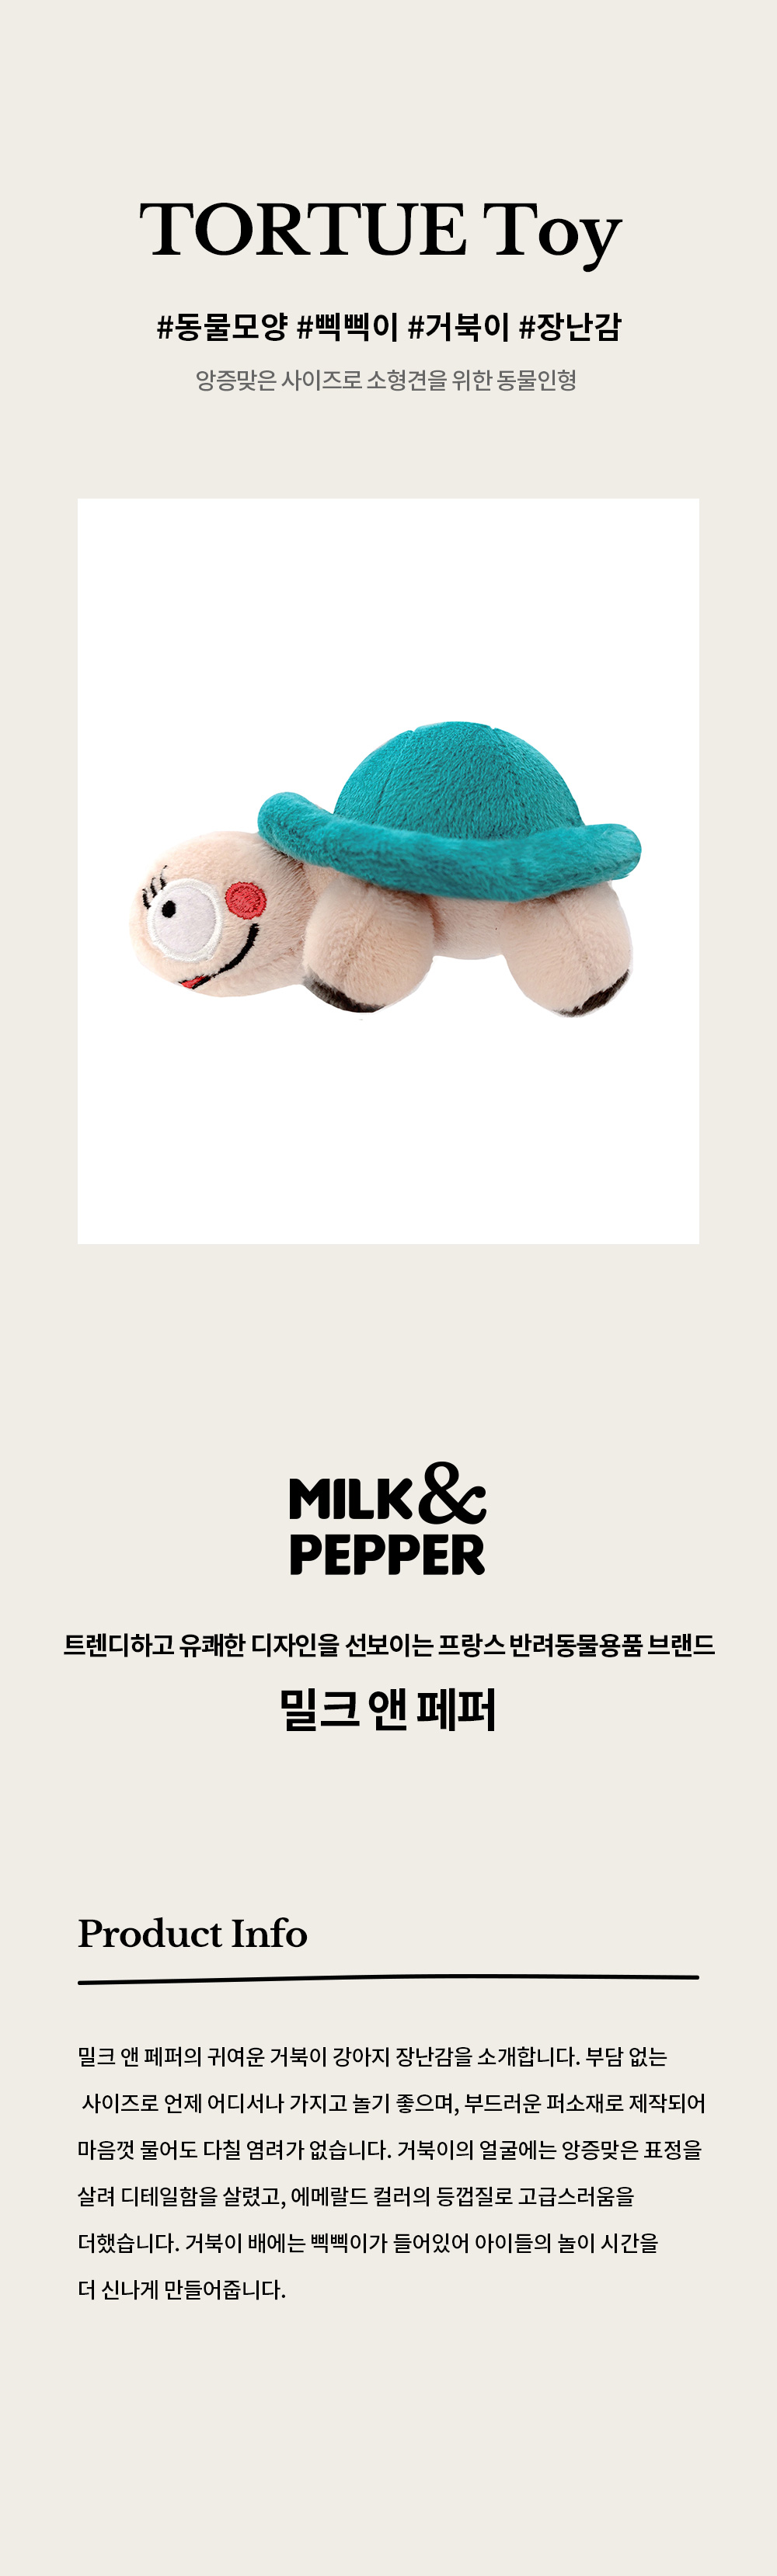 TORTUE Toy
#동물모양 #삑삑이 #거북이 #장난감
앙증맞은 사이즈로 소형견을 위한 동물인형
MILK&
PEPPER
트렌디하고 유쾌한 디자인을 선보이는 프랑스 반려동물용품 브랜드
밀크 앤 페퍼
Product Info
밀크 앤 페퍼의 귀여운 거북이 강아지 장난감을 소개합니다. 부담 없는
사이즈로 언제 어디서나 가지고 놀기 좋으며, 부드러운 퍼소재로 제작되어
마음껏 물어도 다칠 염려가 없습니다. 거북이의 얼굴에는 앙증맞은 표정을
살려 디테일함을 살렸고, 에메랄드 컬러의 등껍질로 고급스러움을
더했습니다. 거북이 배에는 삑삑이가 들어있어 아이들의 놀이 시간을
더 신나게 만들어줍니다.